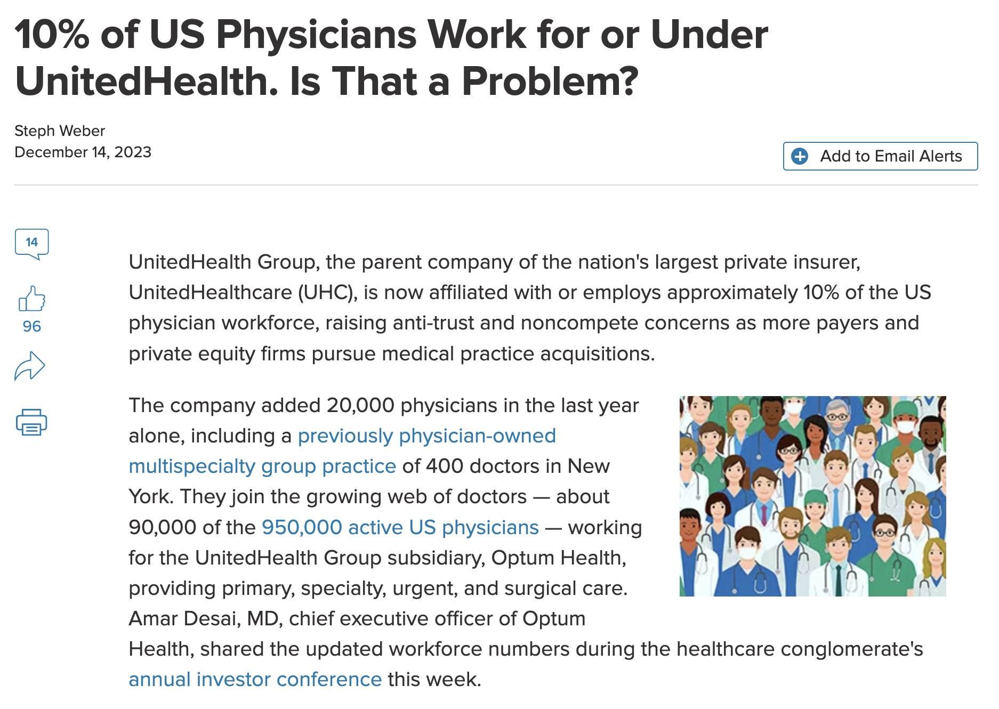 10% of US Physicians Work for or Under
UnitedHealth. Is That a Problem?
Steph Weber
December 14, 2023
Add to Email Alerts
14
96
UnitedHealth Group, the parent company of the nation's largest private insurer,
UnitedHealthcare (UHC), is now affiliated with or employs approximately 10% of the US
physician workforce, raising anti-trust and noncompete concerns as more payers and
private equity firms pursue medical practice acquisitions.
The company added 20,000 physicians in the last year
alone, including a previously physician-owned
multispecialty group practice of 400 doctors in New
York. They join the growing web of doctors — about
90,000 of the 950,000 active US physicians — working
for the UnitedHealth Group subsidiary, Optum Health,
providing primary, specialty, urgent, and surgical care.
Amar Desai, MD, chief executive officer of Optum
Health, shared the updated workforce numbers during the healthcare conglomerate's
annual investor conference this week.